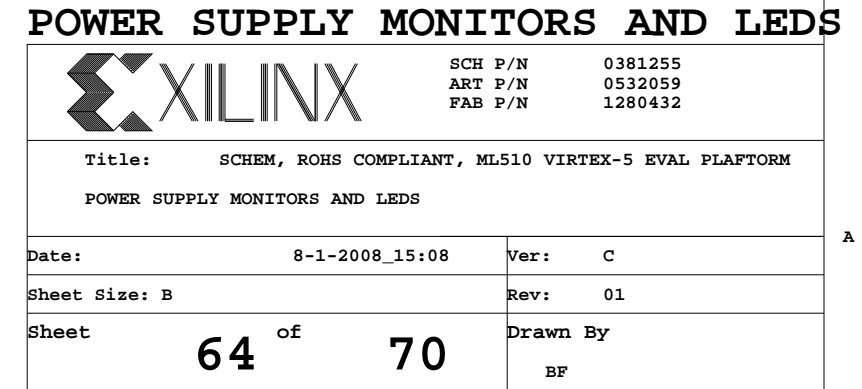 POWER SUPPLY MONITORS AND LEDS
XILINX
SCH P/N 0381255
ART P/N 0532059
FAB P/N 1280432
Title: SCHEM, ROHS COMPLIANT, ML510 VIRTEX-5 EVAL PLAFTORM
POWER SUPPLY MONITORS AND LEDS
A
Date: 8-1-2008_15:08 Ver: C
Sheet Size: B Rev: 01
Sheet 64 of 70 Drawn By
BF